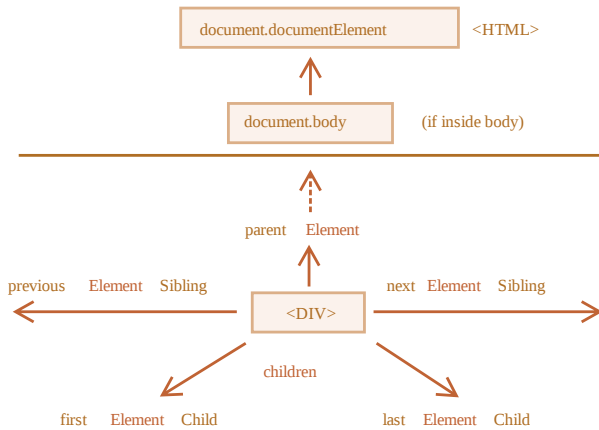 document.documentElement <HTML>
document.body (if inside body)
parent Element
previous Element Sibling next Element Sibling
<DIV>
children
first Element Child last Element Child